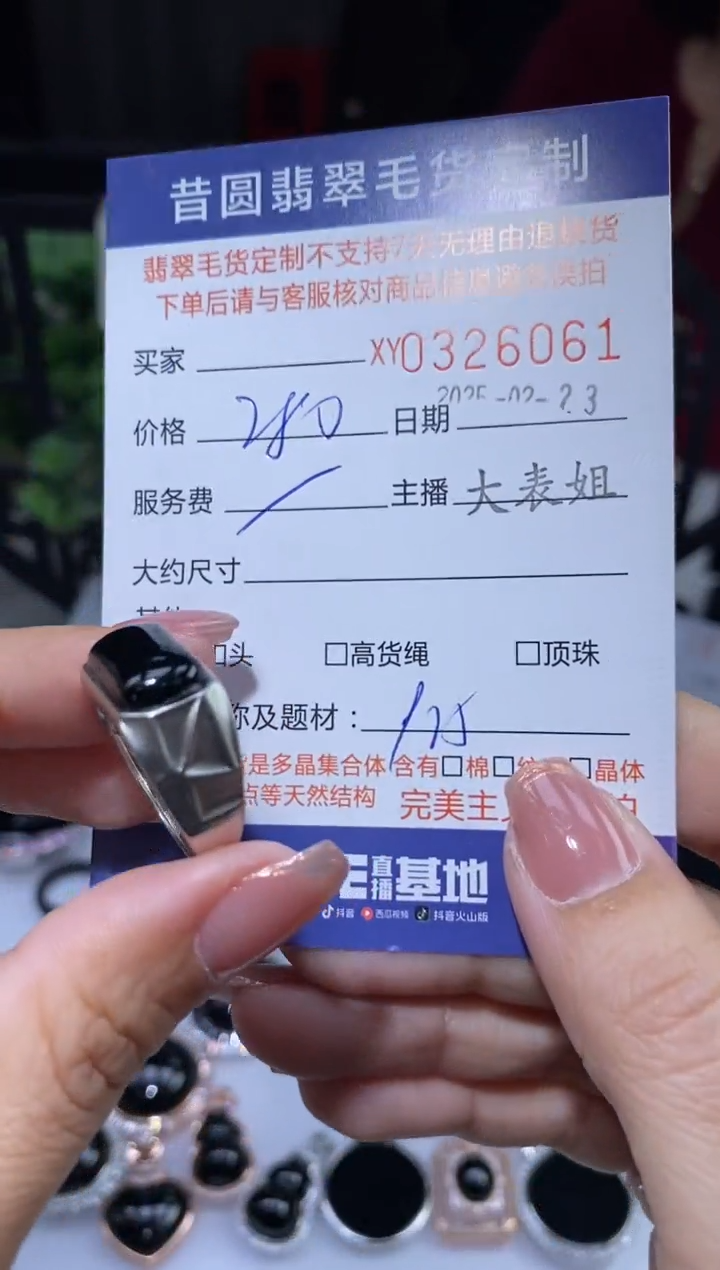 昔圆翡翠毛货定制
翡翠毛货定制不支持7天无理由退换货
下单后请与客服核对商品信息避免误拍
买家 XY0326061
价格 280 日期 2025-02-23
服务费 / 主播 大表姐
大约尺寸
头 □高货绳 □顶珠
称及题材：
是多晶集合体 含有□棉□ □晶体
点等天然结构 完美主义
直播基地
抖音 西瓜视频 抖音火山版